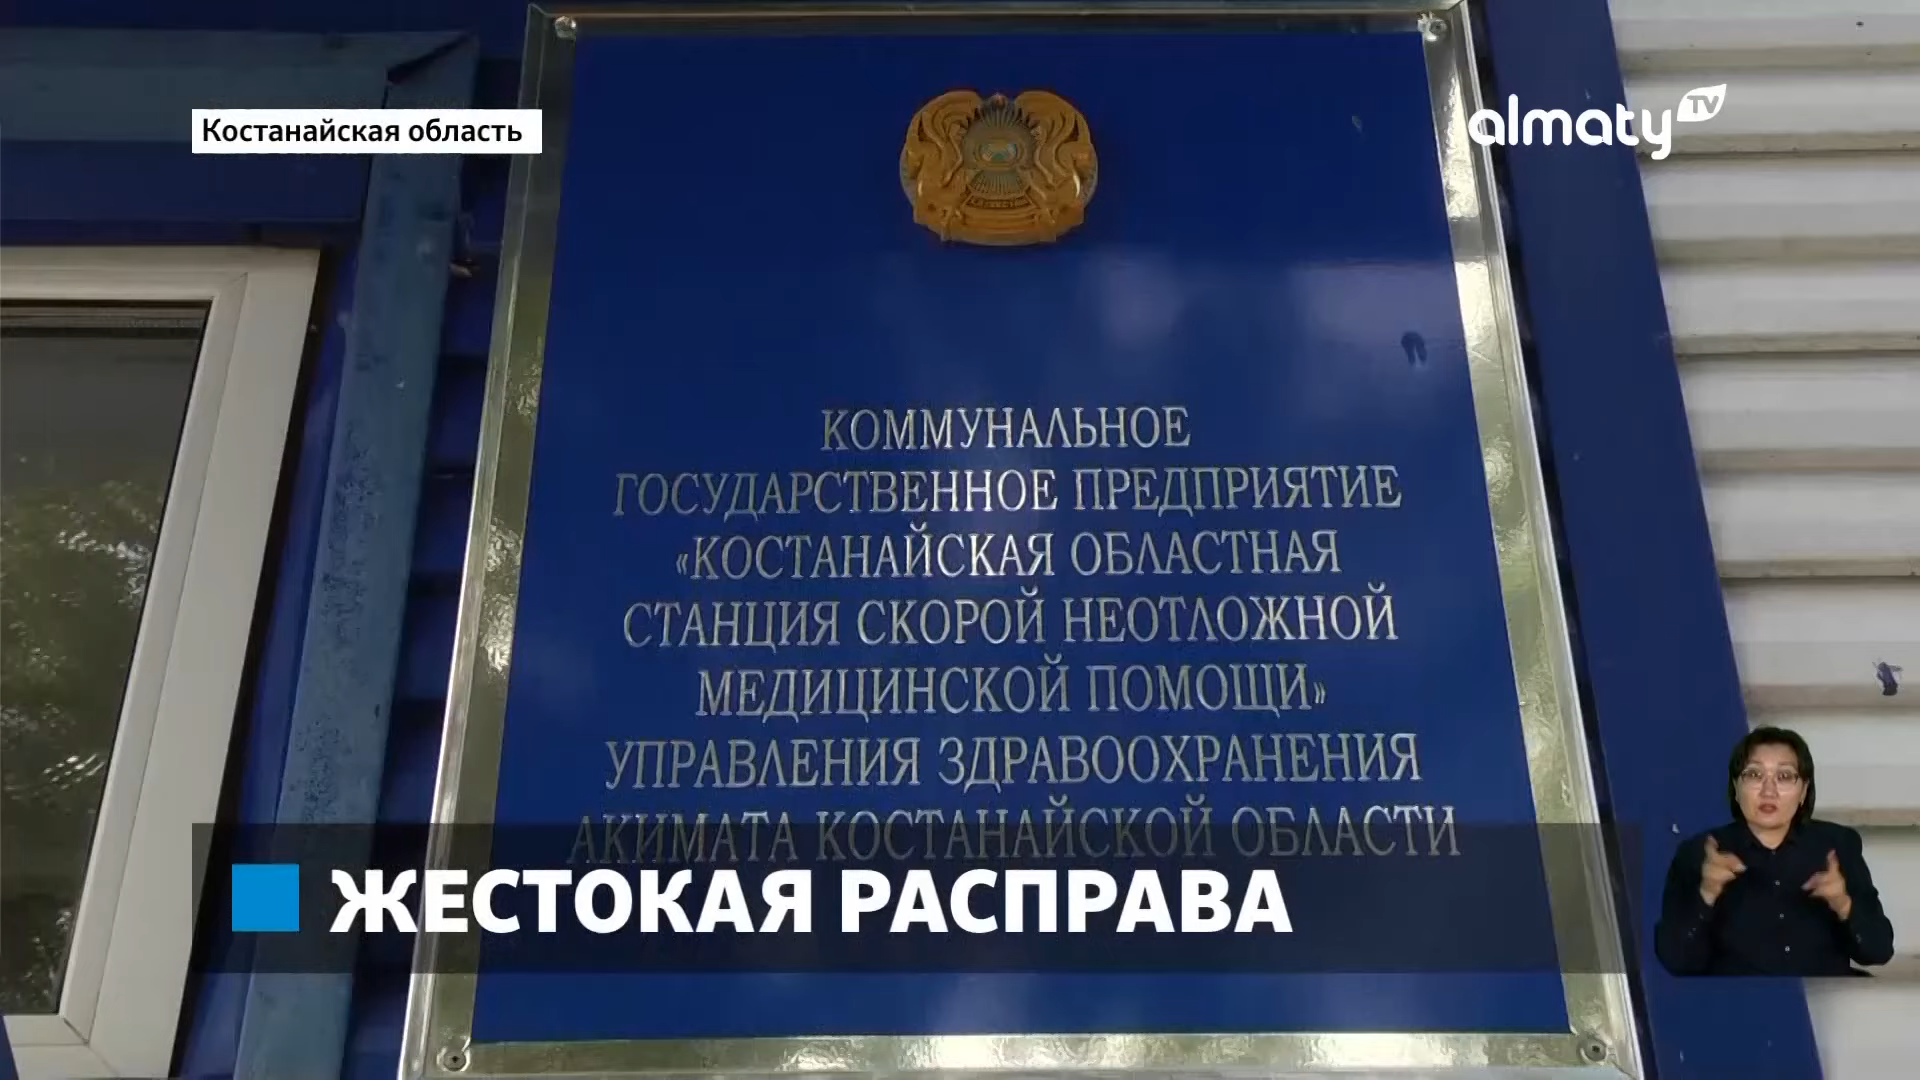 Костанайская область
almaty TV
КОММУНАЛЬНОЕ
ГОСУДАРСТВЕННОЕ ПРЕДПРИЯТИЕ
«КОСТАНАЙСКАЯ ОБЛАСТНАЯ
СТАНЦИЯ СКОРОЙ НЕОТЛОЖНОЙ
МЕДИЦИНСКОЙ ПОМОЩИ»
УПРАВЛЕНИЯ ЗДРАВООХРАНЕНИЯ
АКИМАТА КОСТАНАЙСКОЙ ОБЛАСТИ
ЖЕСТОКАЯ РАСПРАВА